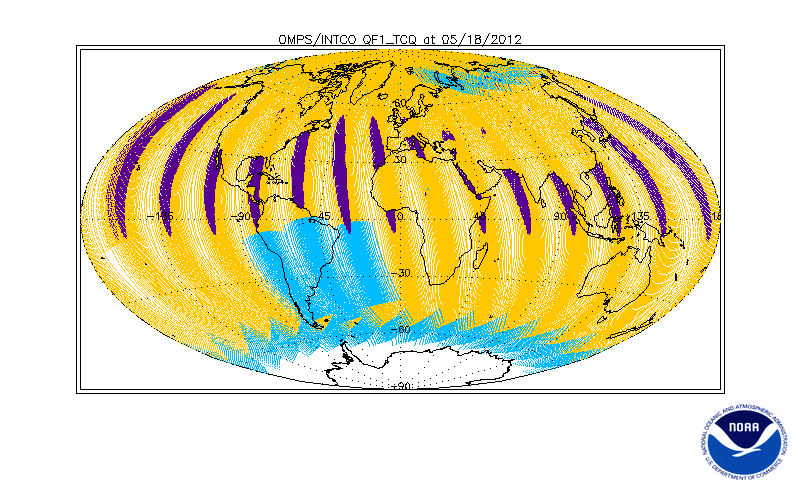 OMPS/INTCO QF1_TCQ at 05/18/2012
60
30
-135 -90 -45 0 45 90 135 18
-30
-60
-90
NATIONAL OCEANIC AND ATMOSPHERIC ADMINISTRATION
NOAA
U.S. DEPARTMENT OF COMMERCE